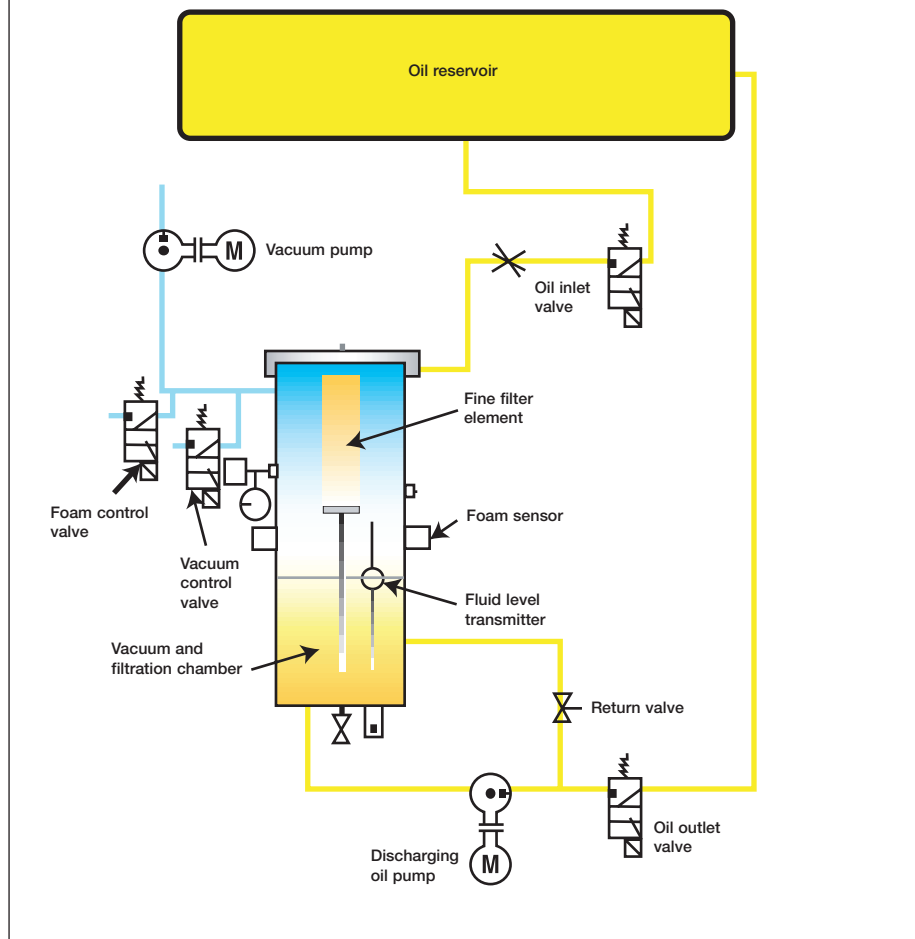 Oil reservoir
M
Vacuum pump
Oil inlet
valve
Fine filter
element
Foam control
valve
Foam sensor
Vacuum
control
valve
Fluid level
transmitter
Vacuum and
filtration chamber
Return valve
Oil outlet
valve
Discharging
oil pump
M